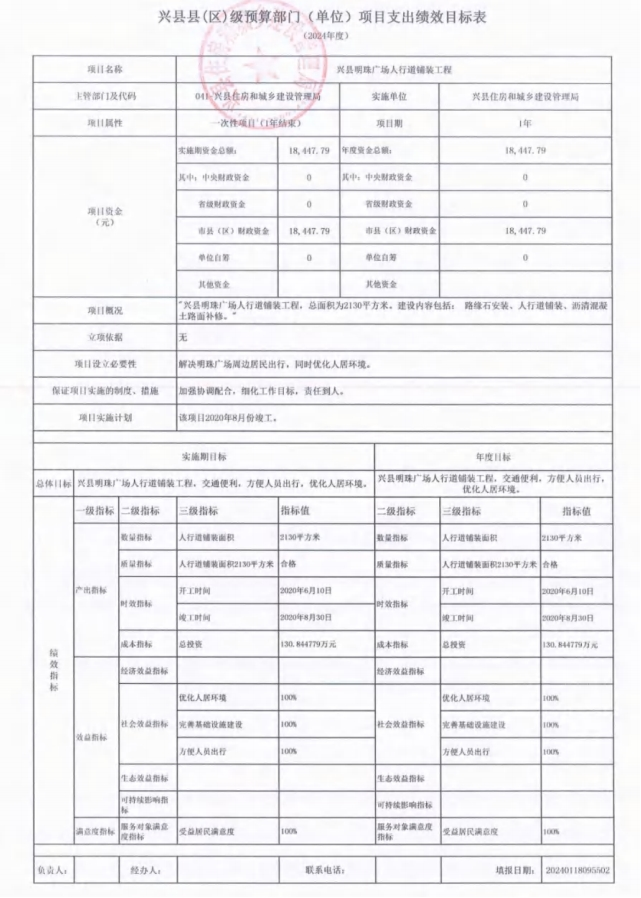 兴县县(区)级预算部门（单位）项目支出绩效目标表
（2024年度）
项目名称 兴县明珠广场人行道铺装工程
主管部门及代码 041-兴县住房和城乡建设管理局 实施单位 兴县住房和城乡建设管理局
项目属性 一次性项目（1年结束） 项目期 1年
项目资金（元） 实施期资金总额： 18,447.79 年度资金总额： 18,447.79
其中：中央财政资金 0 其中：中央财政资金 0
省级财政资金 0 省级财政资金 0
市县（区）财政资金 18,447.79 市县（区）财政资金 18,447.79
单位自筹 0 单位自筹 0
其他资金 其他资金
项目概况 "兴县明珠广场人行道铺装工程，总面积为2130平方米。建设内容包括： 路缘石安装、人行道铺装、沥清混凝
土路面补修。"
立项依据 无
项目设立必要性 解决明珠广场周边居民出行，同时优化人居环境。
保证项目实施的制度、措施 加强协调配合，细化工作目标，责任到人。
项目实施计划 该项目2020年8月份竣工。
实施期目标 年度目标
总体目标 兴县明珠广场人行道铺装工程，交通便利，方便人员出行，优化人居环境。 兴县明珠广场人行道铺装工程，交通便利，方便人员出行，
优化人居环境。
绩效指标 一级指标 二级指标 三级指标 指标值 二级指标 三级指标 指标值
产出指标 数量指标 人行道铺装面积 2130平方米 数量指标 人行道铺装面积 2130平方米
质量指标 人行道铺装面积2130平方米 合格 质量指标 人行道铺装面积2130平方米 合格
时效指标 开工时间 2020年6月10日 时效指标 开工时间 2020年6月10日
竣工时间 2020年8月30日 竣工时间 2020年8月30日
成本指标 总投资 130.844779万元 成本指标 总投资 130.844779万元
效益指标 经济效益指标 经济效益指标
社会效益指标 优化人居环境 100% 社会效益指标 优化人居环境 100%
完善基础设施建设 100% 完善基础设施建设 100%
方便人员出行 100% 方便人员出行 100%
生态效益指标 生态效益指标
可持续影响指标 可持续影响指标
满意度指标 服务对象满意度指标 受益居民满意度 100% 服务对象满意度指标 受益居民满意度 100%
负责人： 经办人： 联系电话： 填报日期： 20240118095502